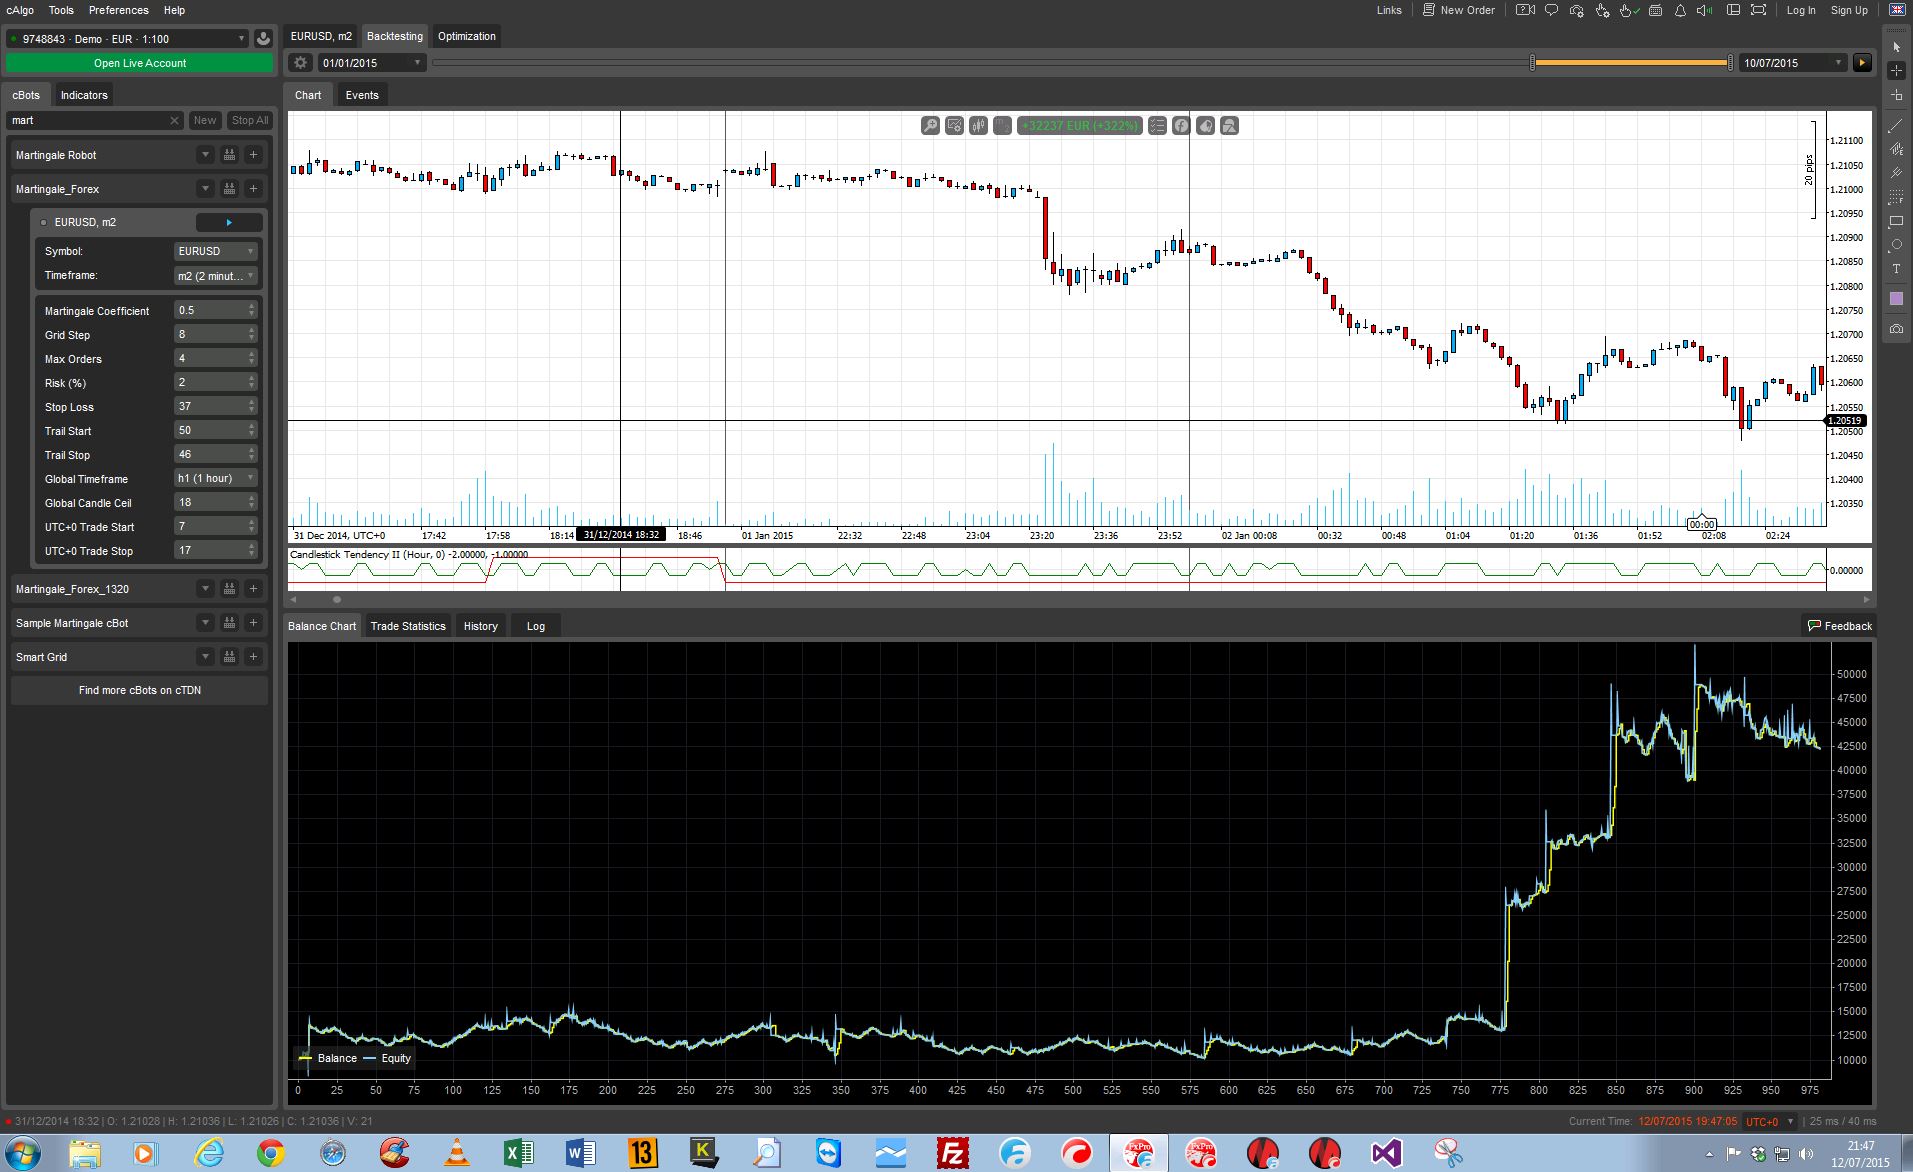 cAlgo Tools Preferences Help
Links New Order Log In Sign Up
9748843 · Demo · EUR · 1:100
Open Live Account
EURUSD, m2 Backtesting Optimization
01/01/2015 10/07/2015
cBots Indicators
mart New Stop All
Martingale Robot
Martingale_Forex
EURUSD, m2
Symbol: EURUSD
Timeframe: m2 (2 minut...
Martingale Coefficient 0.5
Grid Step 8
Max Orders 4
Risk (%) 2
Stop Loss 37
Trail Start 50
Trail Stop 46
Global Timeframe h1 (1 hour)
Global Candle Ceil 18
UTC+0 Trade Start 7
UTC+0 Trade Stop 17
Martingale_Forex_1320
Sample Martingale cBot
Smart Grid
Find more cBots on cTDN
Chart Events
+32237 EUR (+322%)
20 pips
1.21100
1.21050
1.21000
1.20950
1.20900
1.20850
1.20800
1.20750
1.20700
1.20650
1.20600
1.20550
1.20519
1.20500
1.20450
1.20400
1.20350
00:00
31 Dec 2014, UTC+0 17:42 17:58 18:14 31/12/2014 18:32 18:46 01 Jan 2015 22:32 22:48 23:04 23:20 23:36 23:52 02 Jan 00:08 00:32 00:48 01:04 01:20 01:36 01:52 02:08 02:24
Candlestick Tendency II (Hour, 0) -2.00000, -1.00000
0.00000
Balance Chart Trade Statistics History Log
Feedback
50000
47500
45000
42500
40000
37500
35000
32500
30000
27500
25000
22500
20000
17500
15000
12500
10000
Balance Equity
0 25 50 75 100 125 150 175 200 225 250 275 300 325 350 375 400 425 450 475 500 525 550 575 600 625 650 675 700 725 750 775 800 825 850 875 900 925 950 975
31/12/2014 18:32 | O: 1.21028 | H: 1.21036 | L: 1.21026 | C: 1.21036 | V: 21
Current Time: 12/07/2015 19:47:05 UTC+0 | 25 ms / 40 ms
13
K
FxPro
FxPro
21:47
12/07/2015